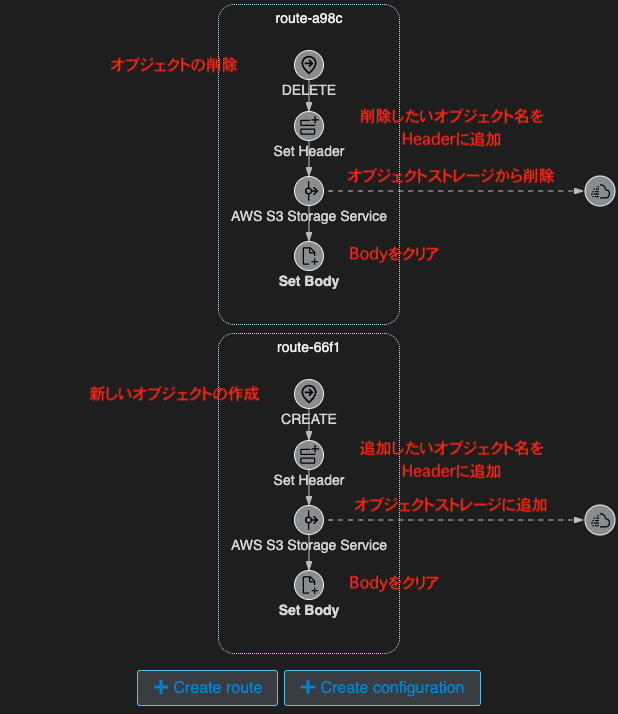 route-a98c
オブジェクトの削除
DELETE
削除したいオブジェクト名を
Headerに追加
Set Header
オブジェクトストレージから削除
AWS S3 Storage Service
Bodyをクリア
Set Body
route-66f1
新しいオブジェクトの作成
CREATE
追加したいオブジェクト名を
Headerに追加
Set Header
オブジェクトストレージに追加
AWS S3 Storage Service
Bodyをクリア
Set Body
Create route
Create configuration